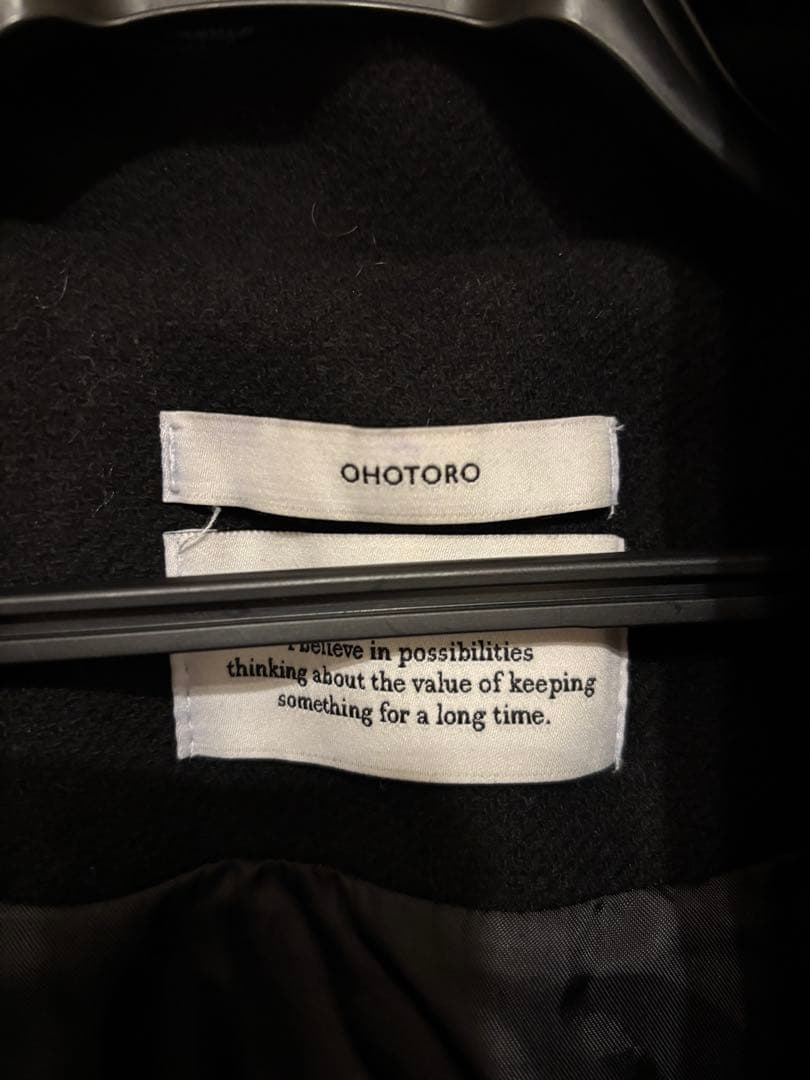 OHOTORO
I believe in possibilities
thinking about the value of keeping
something for a long time.